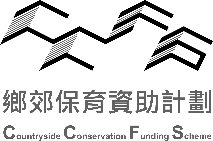 鄉郊保育資助計劃
Countryside Conservation Funding Scheme